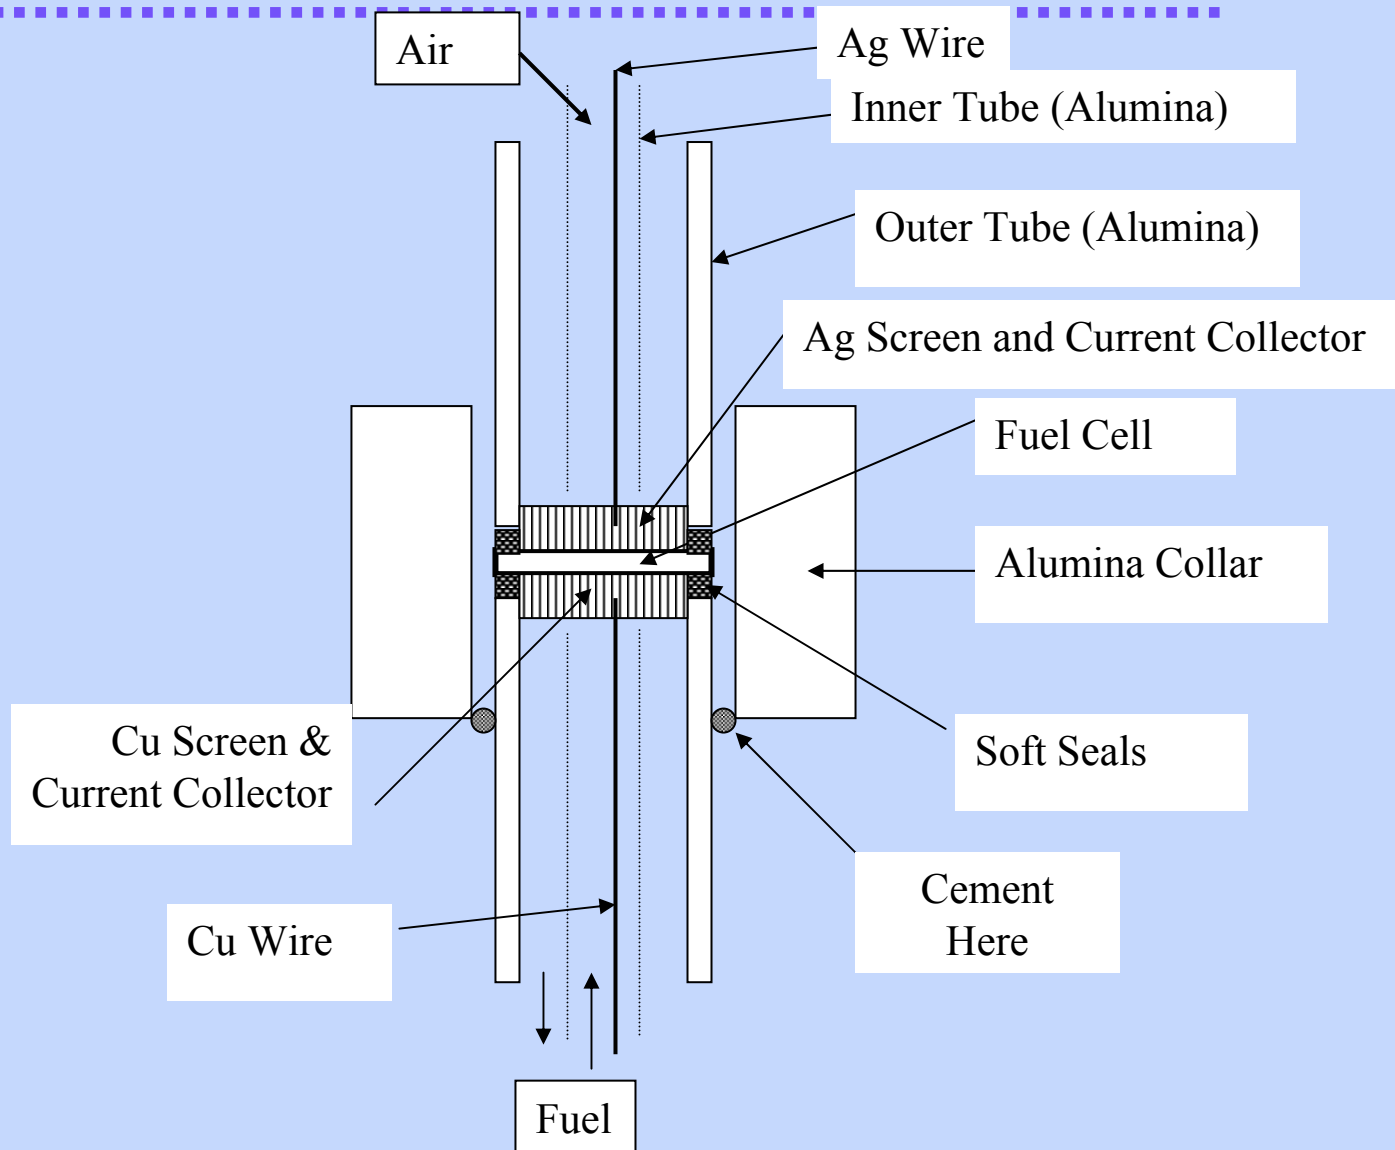 Air
Ag Wire
Inner Tube (Alumina)
Outer Tube (Alumina)
Ag Screen and Current Collector
Fuel Cell
Alumina Collar
Cu Screen &
Current Collector
Soft Seals
Cement
Here
Cu Wire
Fuel